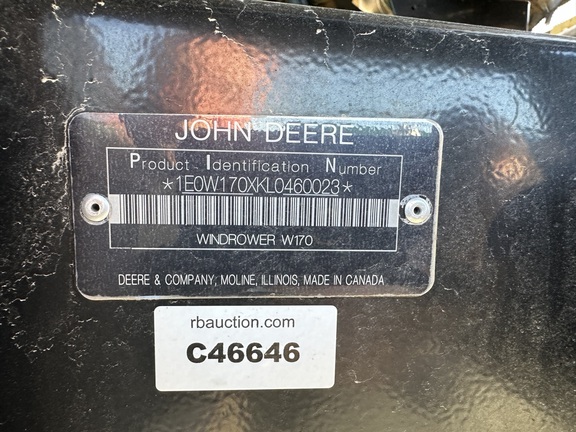 JOHN DEERE
Product Identification Number
*1E0W170XKL0460023*
WINDROWER W170
DEERE & COMPANY, MOLINE, ILLINOIS, MADE IN CANADA
rbauction.com
C46646